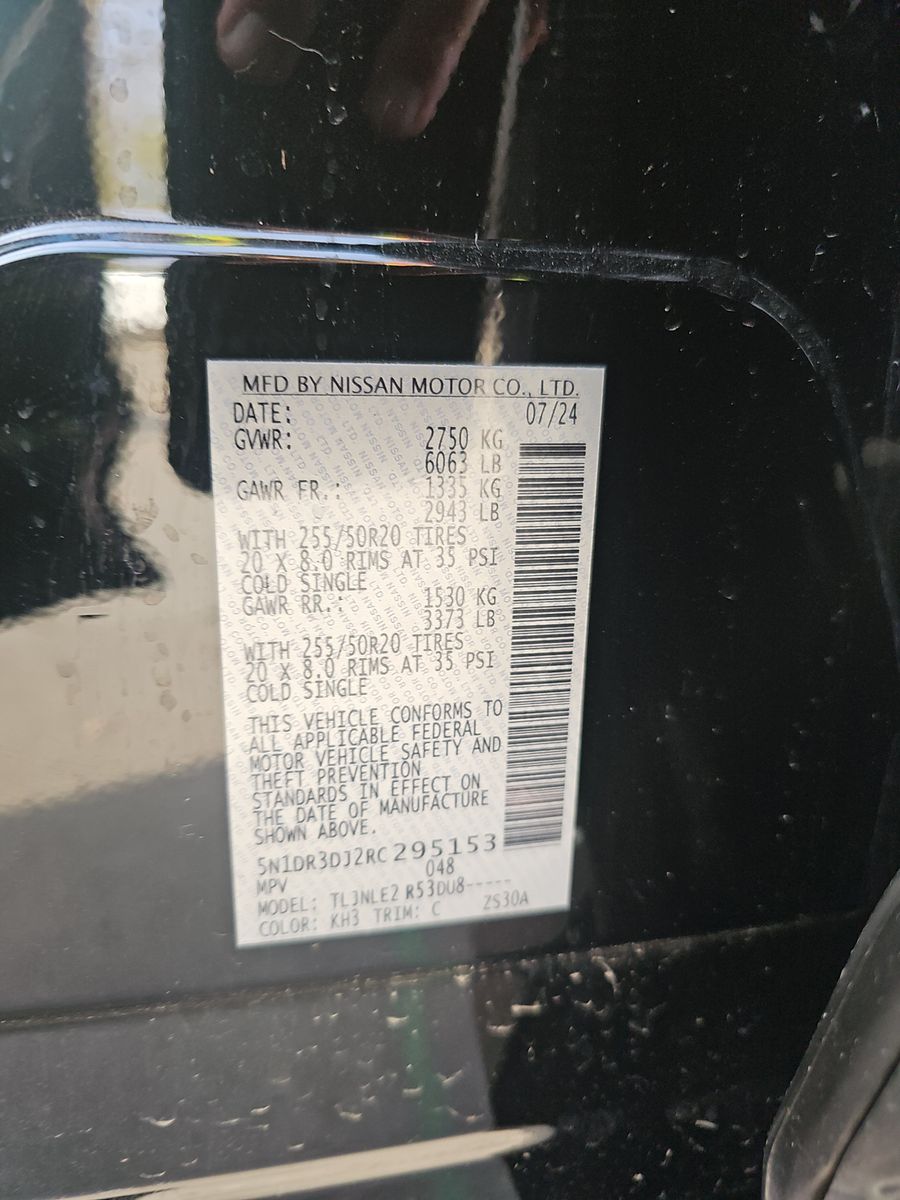 MFD BY NISSAN MOTOR CO., LTD.
DATE: 07/24
GVWR: 2750 KG
6063 LB
GAWR FR.: 1335 KG
2943 LB
WITH 255/50R20 TIRES
20 X 8.0 RIMS AT 35 PSI
COLD SINGLE
GAWR RR.: 1530 KG
3373 LB
WITH 255/50R20 TIRES
20 X 8.0 RIMS AT 35 PSI
COLD SINGLE
THIS VEHICLE CONFORMS TO
ALL APPLICABLE FEDERAL
MOTOR VEHICLE SAFETY AND
THEFT PREVENTION
STANDARDS IN EFFECT ON
THE DATE OF MANUFACTURE
SHOWN ABOVE.
5N1DR3DJ2RC295153
MPV 048
MODEL: TL3NLE2 R53DU8-----
COLOR: KH3 TRIM: C ZS30A